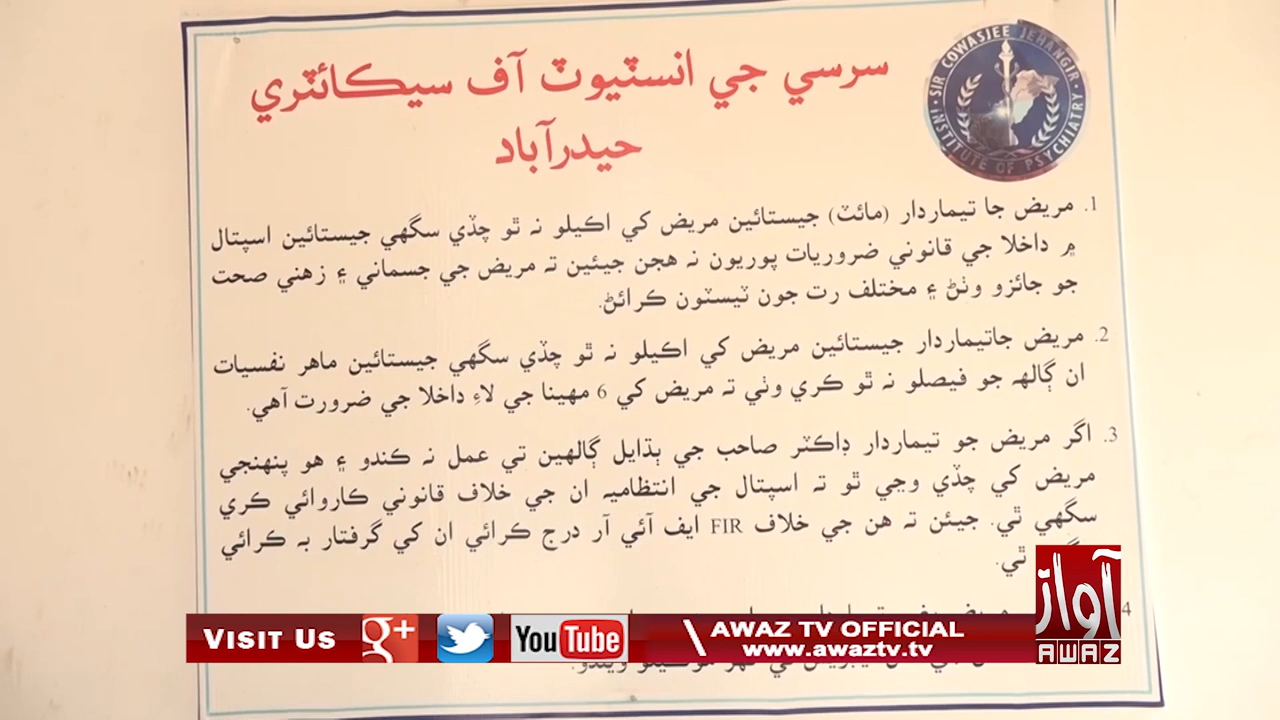 سرسي جي انسٽيوٽ آف سيڪائٽري
حيدرآباد
SIR COWASJEE JEHANGIR
INSTITUTE OF PSYCHIATRY
1. مريض جا تيماردار (مائٽ) جيستائين مريض کي اڪيلو نہ ٿو ڇڏي سگهي جيستائين اسپتال
۾ داخلا جي قانوني ضروريات پوريون نہ هجن جيئين تہ مريض جي جسماني ۽ زهني صحت
جو جائزو وٺڻ ۽ مختلف رت جون ٽيسٽون ڪرائڻ.
2. مريض جاتيماردار جيستائين مريض کي اڪيلو نہ ٿو ڇڏي سگهي جيستائين ماهر نفسيات
ان ڳالھہ جو فيصلو نہ ٿو ڪري وٺي تہ مريض کي 6 مهينا جي لاءِ داخلا جي ضرورت آهي.
3. اگر مريض جو تيماردار ڊاڪٽر صاحب جي ٻڌايل ڳالهين تي عمل نہ ڪندو ۽ هو پنهنجي
مريض کي ڇڏي وڃي ٿو تہ اسپتال جي انتظاميہ ان جي خلاف قانوني ڪاروائي ڪري
سگهي ٿي. جيئن تہ هن جي خلاف FIR ايف آئي آر درج ڪرائي ان کي گرفتار بہ ڪرائي
ٿي.
4
VISIT US
g+
YouTube
AWAZ TV OFFICIAL
www.awaztv.tv
آواز
AWAZ